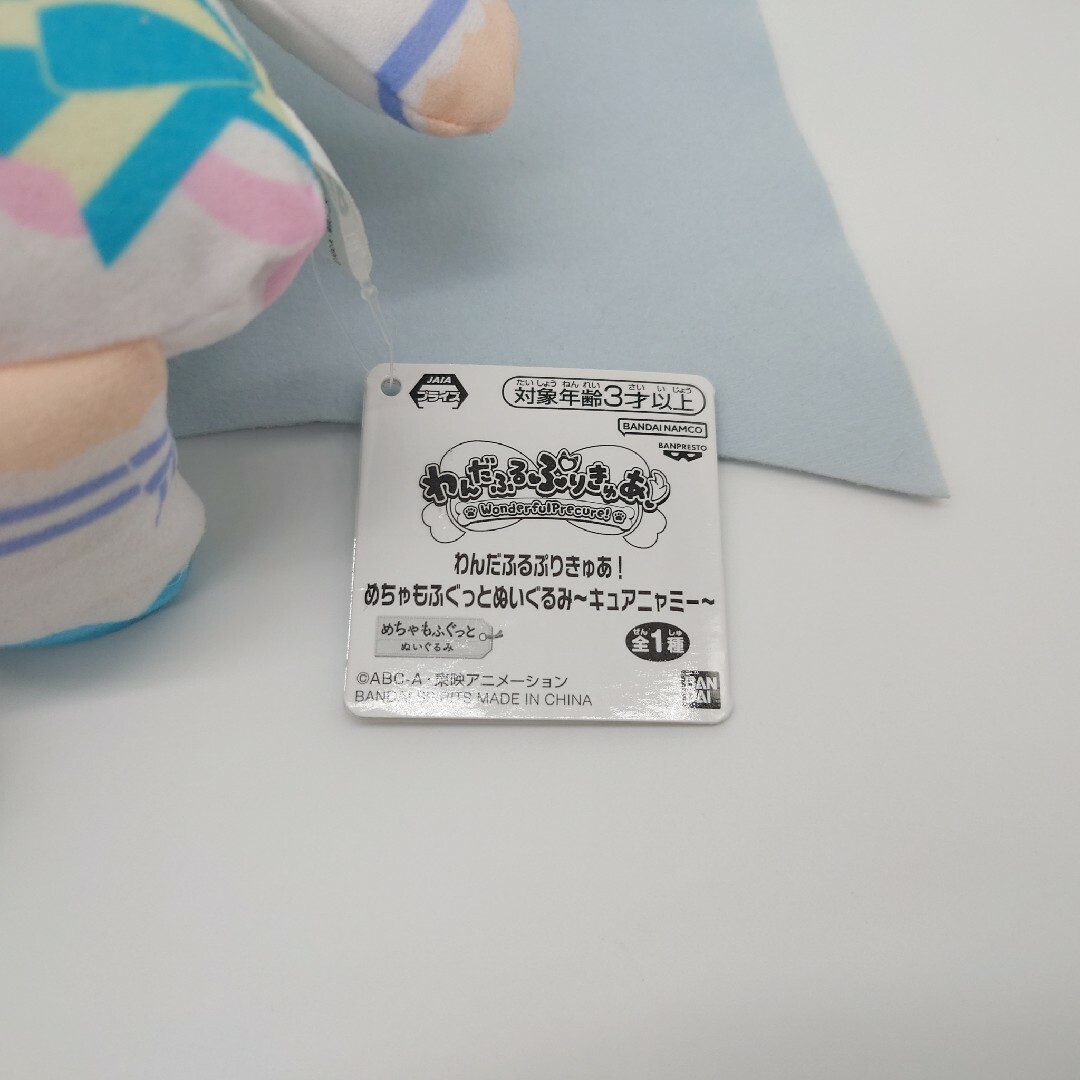 JAIA
プライズ
たいしょう ねん れい さい い じょう
対象年齢3才以上
BANDAI NAMCO
BANPRESTO
わんだふるぷりきゅあ!
WonderfulPrecure!
わんだふるぷりきゅあ!
めちゃもふぐっとぬいぐるみ~キュアニャミー~
めちゃもふぐっと
ぬいぐるみ
ぜん しゅ
全1種
©ABC-A・東映アニメーション
BANDAI SPIRITS MADE IN CHINA
BAN
DAI